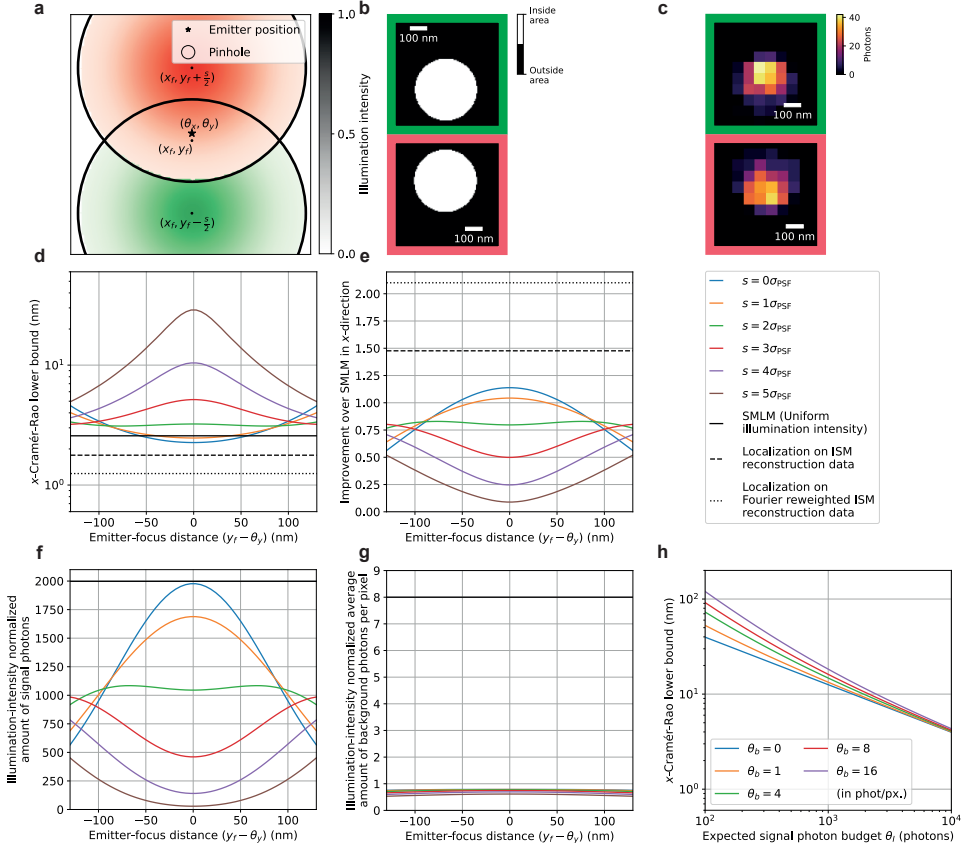 a
Emitter position
Pinhole
(x_f, y_f + s/2)
(θ_x, θ_y)
(x_f, y_f)
(x_f, y_f − s/2)
1.0
0.5
0.0
Illumination intensity
b
100 nm
Inside
area
Outside
area
100 nm
c
40
20
0
Photons
100 nm
100 nm
d
x-Cramér-Rao lower bound (nm)
10^1
10^0
−100
−50
0
50
100
Emitter-focus distance (y_f − θ_y) (nm)
e
Improvement over SMLM in x-direction
2.00
1.75
1.50
1.25
1.00
0.75
0.50
0.25
0.00
−100
−50
0
50
100
Emitter-focus distance (y_f − θ_y) (nm)
s = 0σ_PSF
s = 1σ_PSF
s = 2σ_PSF
s = 3σ_PSF
s = 4σ_PSF
s = 5σ_PSF
SMLM (Uniform
illumination intensity)
Localization on ISM
reconstruction data
Localization on
Fourier reweighted ISM
reconstruction data
f
Illumination-intensity normalized
amount of signal photons
2000
1750
1500
1250
1000
750
500
250
0
−100
−50
0
50
100
Emitter-focus distance (y_f − θ_y) (nm)
g
Illumination-intensity normalized average
amount of background photons per pixel
9
8
7
6
5
4
3
2
1
0
−100
−50
0
50
100
Emitter-focus distance (y_f − θ_y) (nm)
h
x-Cramér-Rao lower bound (nm)
10^2
10^1
10^0
θ_b = 0
θ_b = 1
θ_b = 4
θ_b = 8
θ_b = 16
(in phot/px.)
10^2
10^3
10^4
Expected signal photon budget θ_I (photons)